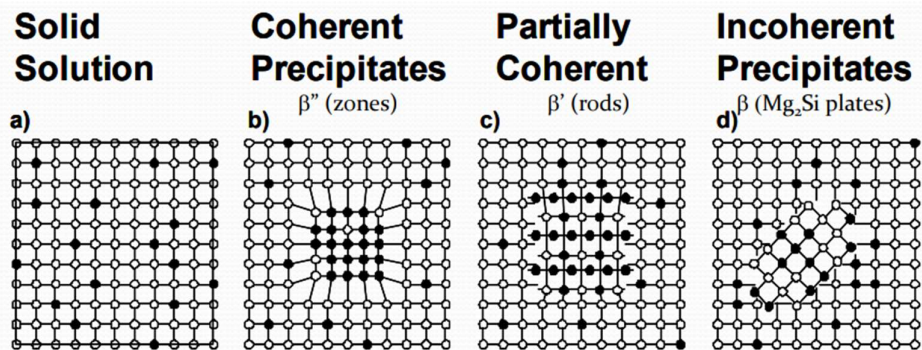 Solid
Solution
Coherent
Precipitates
β" (zones)
Partially
Coherent
β' (rods)
Incoherent
Precipitates
β (Mg₂Si plates)
a)
b)
c)
d)